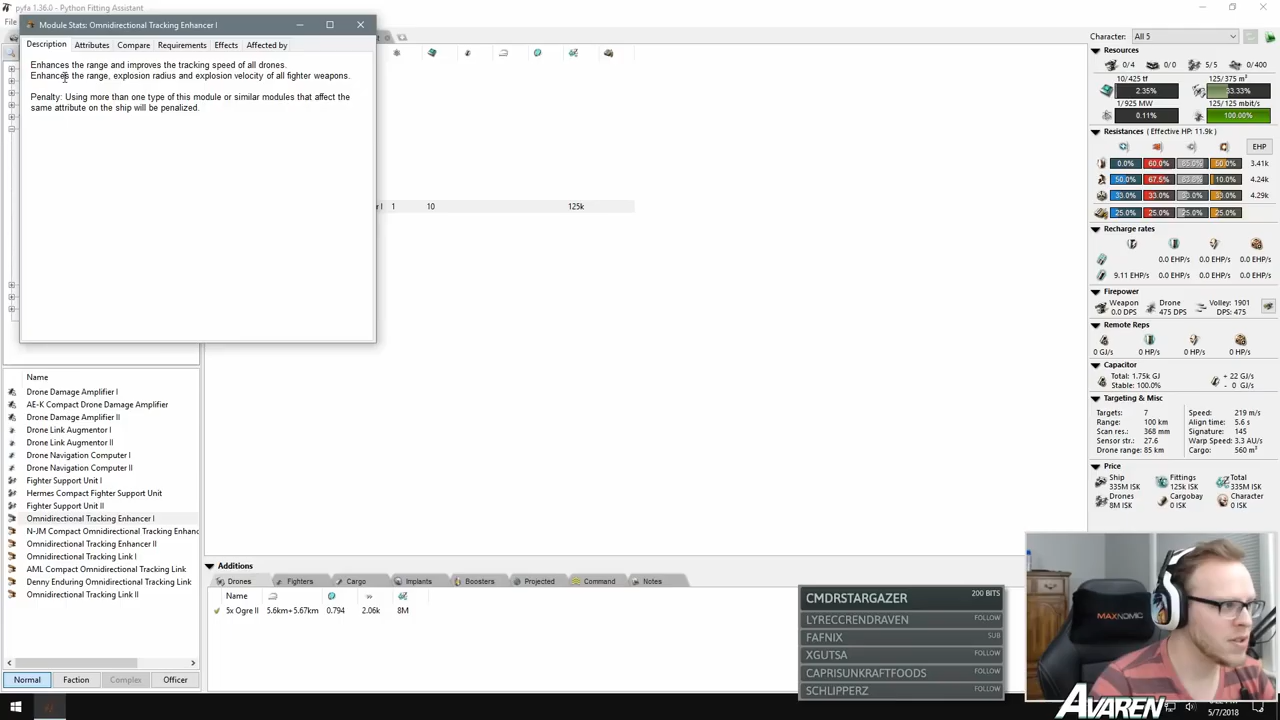 pyfa 1.36.0 - Python Fitting Assistant
Module Stats: Omnidirectional Tracking Enhancer I
Description Attributes Compare Requirements Effects Affected by
Enhances the range and improves the tracking speed of all drones.
Enhances the range, explosion radius and explosion velocity of all fighter weapons.
Penalty: Using more than one type of this module or similar modules that affect the
same attribute on the ship will be penalized.
1 10 125k
Name
Drone Damage Amplifier I
AE-K Compact Drone Damage Amplifier
Drone Damage Amplifier II
Drone Link Augmentor I
Drone Link Augmentor II
Drone Navigation Computer I
Drone Navigation Computer II
Fighter Support Unit I
Hermes Compact Fighter Support Unit
Fighter Support Unit II
Omnidirectional Tracking Enhancer I
N-JM Compact Omnidirectional Tracking Enhanc
Omnidirectional Tracking Enhancer II
Omnidirectional Tracking Link I
AML Compact Omnidirectional Tracking Link
Denny Enduring Omnidirectional Tracking Link
Omnidirectional Tracking Link II
Normal Faction Complex Officer
Additions
Drones Fighters Cargo Implants Boosters Projected Command Notes
Name
5x Ogre II 5.6km+5.67km 0.794 2.06k 8M
Character: All 5
Resources
0/4 0/0 5/5 0/400
10/425 tf 125/375 m³
2.35% 33.33%
1/925 MW 125/125 mbit/s
0.11% 100.00%
Resistances (Effective HP: 11.9k)
EHP
0.0% 60.0% 50.0% 3.41k
50.0% 67.5% 10.0% 4.24k
33.0% 33.0% 33.0% 33.0% 4.29k
25.0% 25.0% 25.0% 25.0%
Recharge rates
0.0 EHP/s 0.0 EHP/s 0.0 EHP/s
9.11 EHP/s 0.0 EHP/s 0.0 EHP/s 0.0 EHP/s
Firepower
Weapon Drone Volley: 1901
0.0 DPS 475 DPS DPS: 475
Remote Reps
0 GJ/s 0 HP/s 0 HP/s 0 HP/s
Capacitor
Total: 1.75k GJ + 22 GJ/s
Stable: 100.0% - 0 GJ/s
Targeting & Misc
Targets: 7 Speed: 219 m/s
Range: 100 km Align time: 5.6 s
Scan res.: 368 mm Signature: 145
Sensor str.: 27.6 Warp Speed: 3.3 AU/s
Drone range: 85 km Cargo: 560 m³
Price
Ship Fittings Total
335M ISK 125k ISK 335M ISK
Drones Cargobay Character
8M ISK 0 ISK 0 ISK
CMDRSTARGAZER 200 BITS
LYRECCRENDRAVEN FOLLOW
FAFNIX SUB
XGUTSA FOLLOW
CAPRISUNKRAFTFOODS FOLLOW
SCHLIPPERZ FOLLOW
MAXNOMIC
AVAREN
5/7/2018